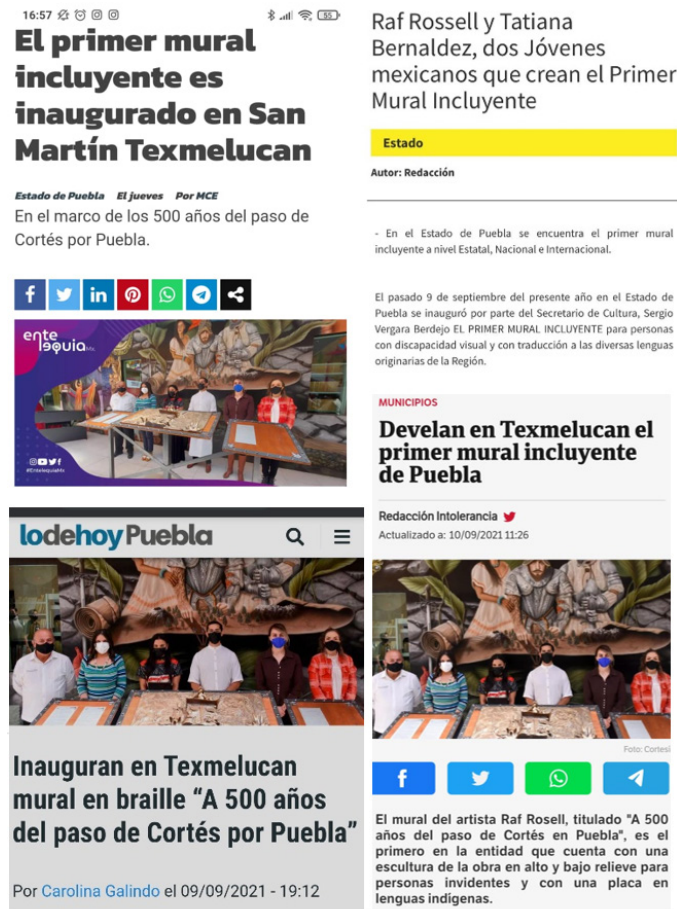 16:57
55
El primer mural
incluyente es
inaugurado en San
Martín Texmelucan
Estado de Puebla El jueves Por MCE
En el marco de los 500 años del paso de
Cortés por Puebla.
ente
lequia
#EntelequiaMx
lodehoyPuebla
Inauguran en Texmelucan
mural en braille “A 500 años
del paso de Cortés por Puebla”
Por Carolina Galindo el 09/09/2021 - 19:12
Raf Rossell y Tatiana
Bernaldez, dos Jóvenes
mexicanos que crean el Primer
Mural Incluyente
Estado
Autor: Redacción
- En el Estado de Puebla se encuentra el primer mural
incluyente a nivel Estatal, Nacional e Internacional.
El pasado 9 de septiembre del presente año en el Estado de
Puebla se inauguró por parte del Secretario de Cultura, Sergio
Vergara Berdejo EL PRIMER MURAL INCLUYENTE para personas
con discapacidad visual y con traducción a las diversas lenguas
originarias de la Región.
MUNICIPIOS
Develan en Texmelucan el
primer mural incluyente
de Puebla
Redacción Intolerancia
Actualizado a: 10/09/2021 11:26
Foto: Cortesí
El mural del artista Raf Rosell, titulado "A 500
años del paso de Cortés en Puebla", es el
primero en la entidad que cuenta con una
escultura de la obra en alto y bajo relieve para
personas invidentes y con una placa en
lenguas indígenas.